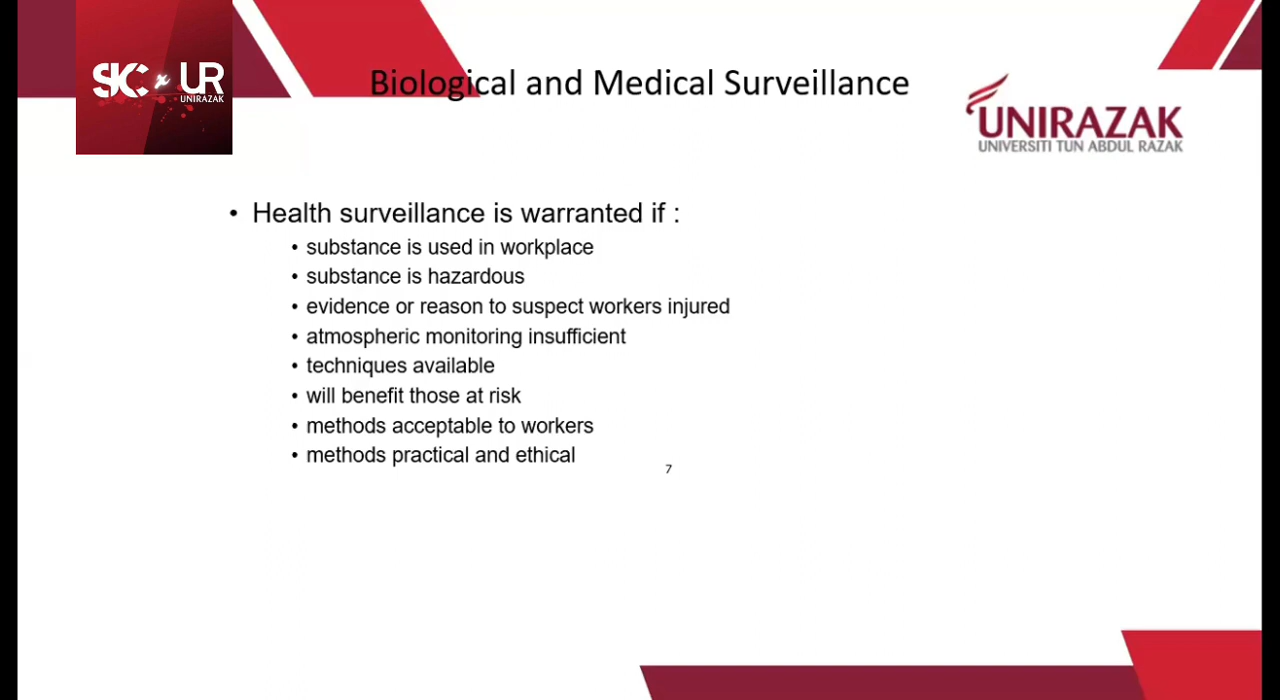 SIC x UR
UNIRAZAK
Biological and Medical Surveillance
UNIRAZAK
UNIVERSITI TUN ABDUL RAZAK
• Health surveillance is warranted if :
• substance is used in workplace
• substance is hazardous
• evidence or reason to suspect workers injured
• atmospheric monitoring insufficient
• techniques available
• will benefit those at risk
• methods acceptable to workers
• methods practical and ethical
7